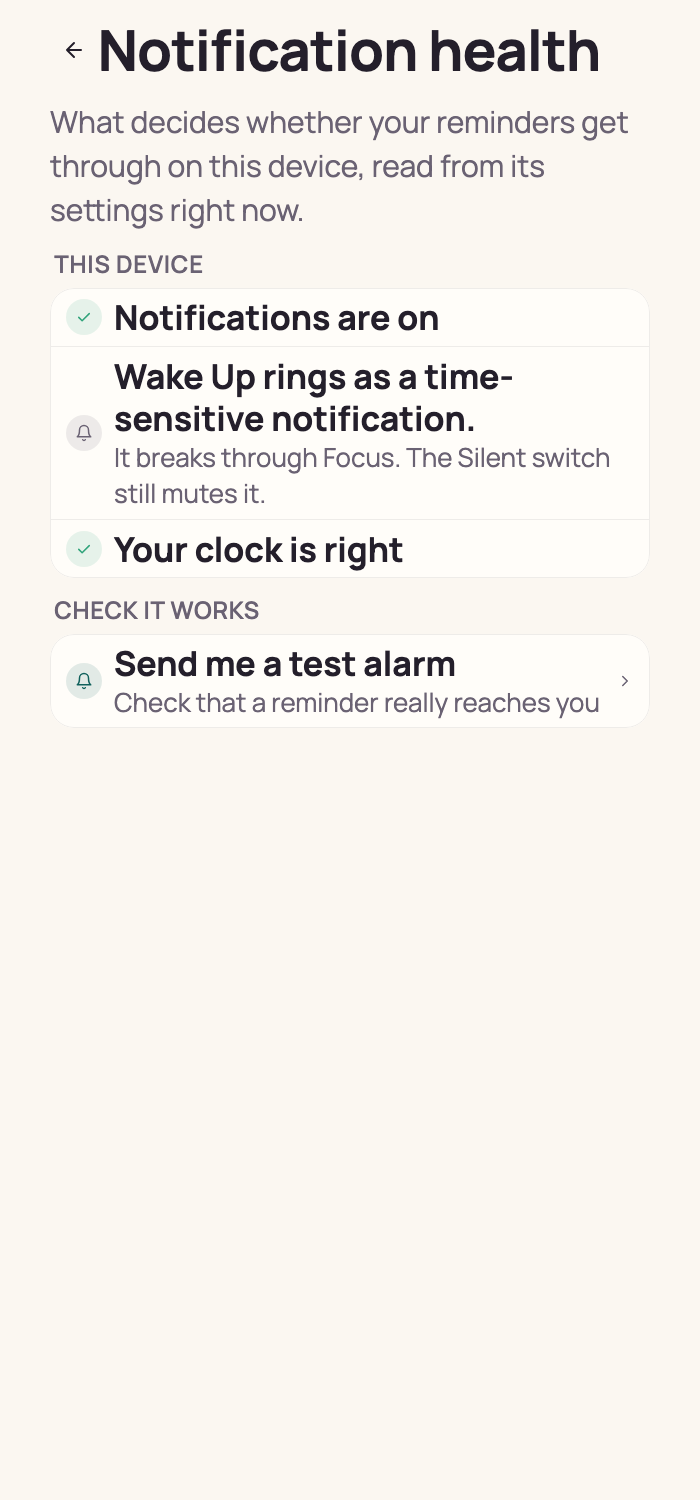 Notification health
What decides whether your reminders get
through on this device, read from its
settings right now.
THIS DEVICE
Notifications are on
Wake Up rings as a time-
sensitive notification.
It breaks through Focus. The Silent switch
still mutes it.
Your clock is right
CHECK IT WORKS
Send me a test alarm
Check that a reminder really reaches you